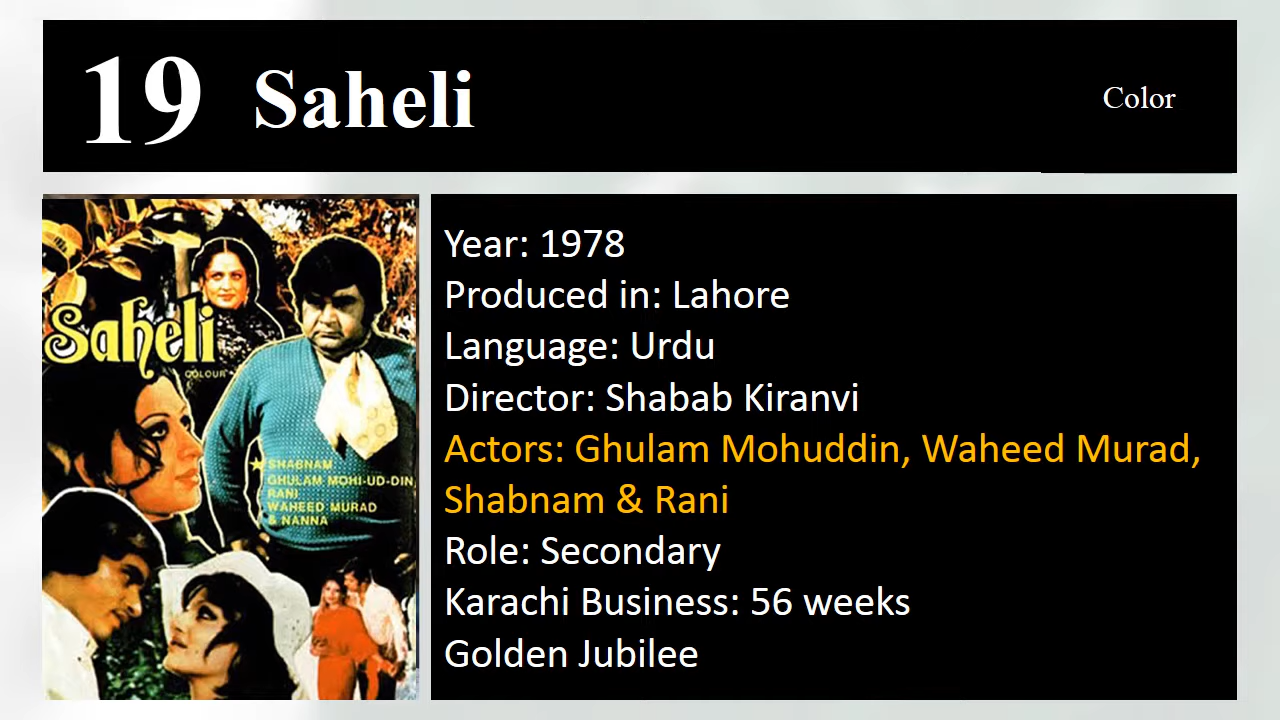 19 Saheli
Color
Saheli
COLOUR
★ SHABNAM
GHULAM MOHI-UD-DIN
RANI
WAHEED MURAD
& NANNA
Year: 1978
Produced in: Lahore
Language: Urdu
Director: Shabab Kiranvi
Actors: Ghulam Mohuddin, Waheed Murad,
Shabnam & Rani
Role: Secondary
Karachi Business: 56 weeks
Golden Jubilee